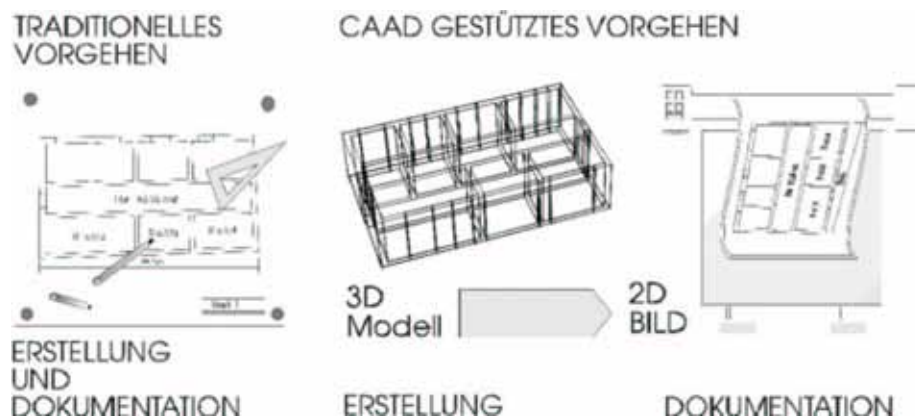 TRADITIONELLES
VORGEHEN
CAAD GESTÜTZTES VORGEHEN
3D
Modell
2D
BILD
ERSTELLUNG
UND
DOKUMENTATION
ERSTELLUNG
DOKUMENTATION